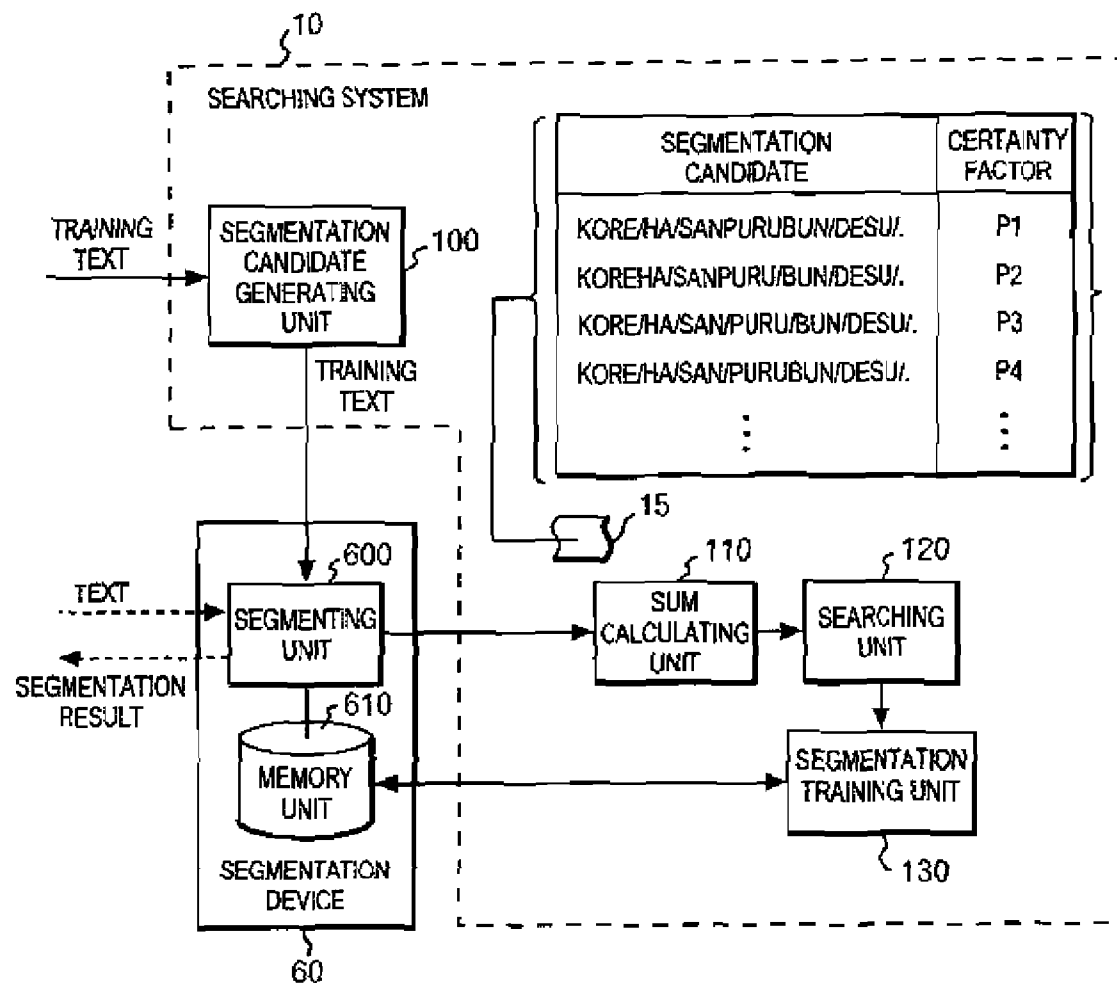 10
SEARCHING SYSTEM
SEGMENTATION
CANDIDATE
CERTAINTY
FACTOR
KORE/HA/SANPURUBUN/DESU/.
P1
KOREHA/SANPURU/BUN/DESU/.
P2
KORE/HA/SAN/PURU/BUN/DESU/.
P3
KORE/HA/SAN/PURUBUN/DESU/.
P4
TRAINING
TEXT
SEGMENTATION
CANDIDATE
GENERATING
UNIT
100
TRAINING
TEXT
15
600
110
120
TEXT
SEGMENTING
UNIT
SUM
CALCULATING
UNIT
SEARCHING
UNIT
SEGMENTATION
RESULT
610
MEMORY
UNIT
SEGMENTATION
TRAINING UNIT
130
SEGMENTATION
DEVICE
60